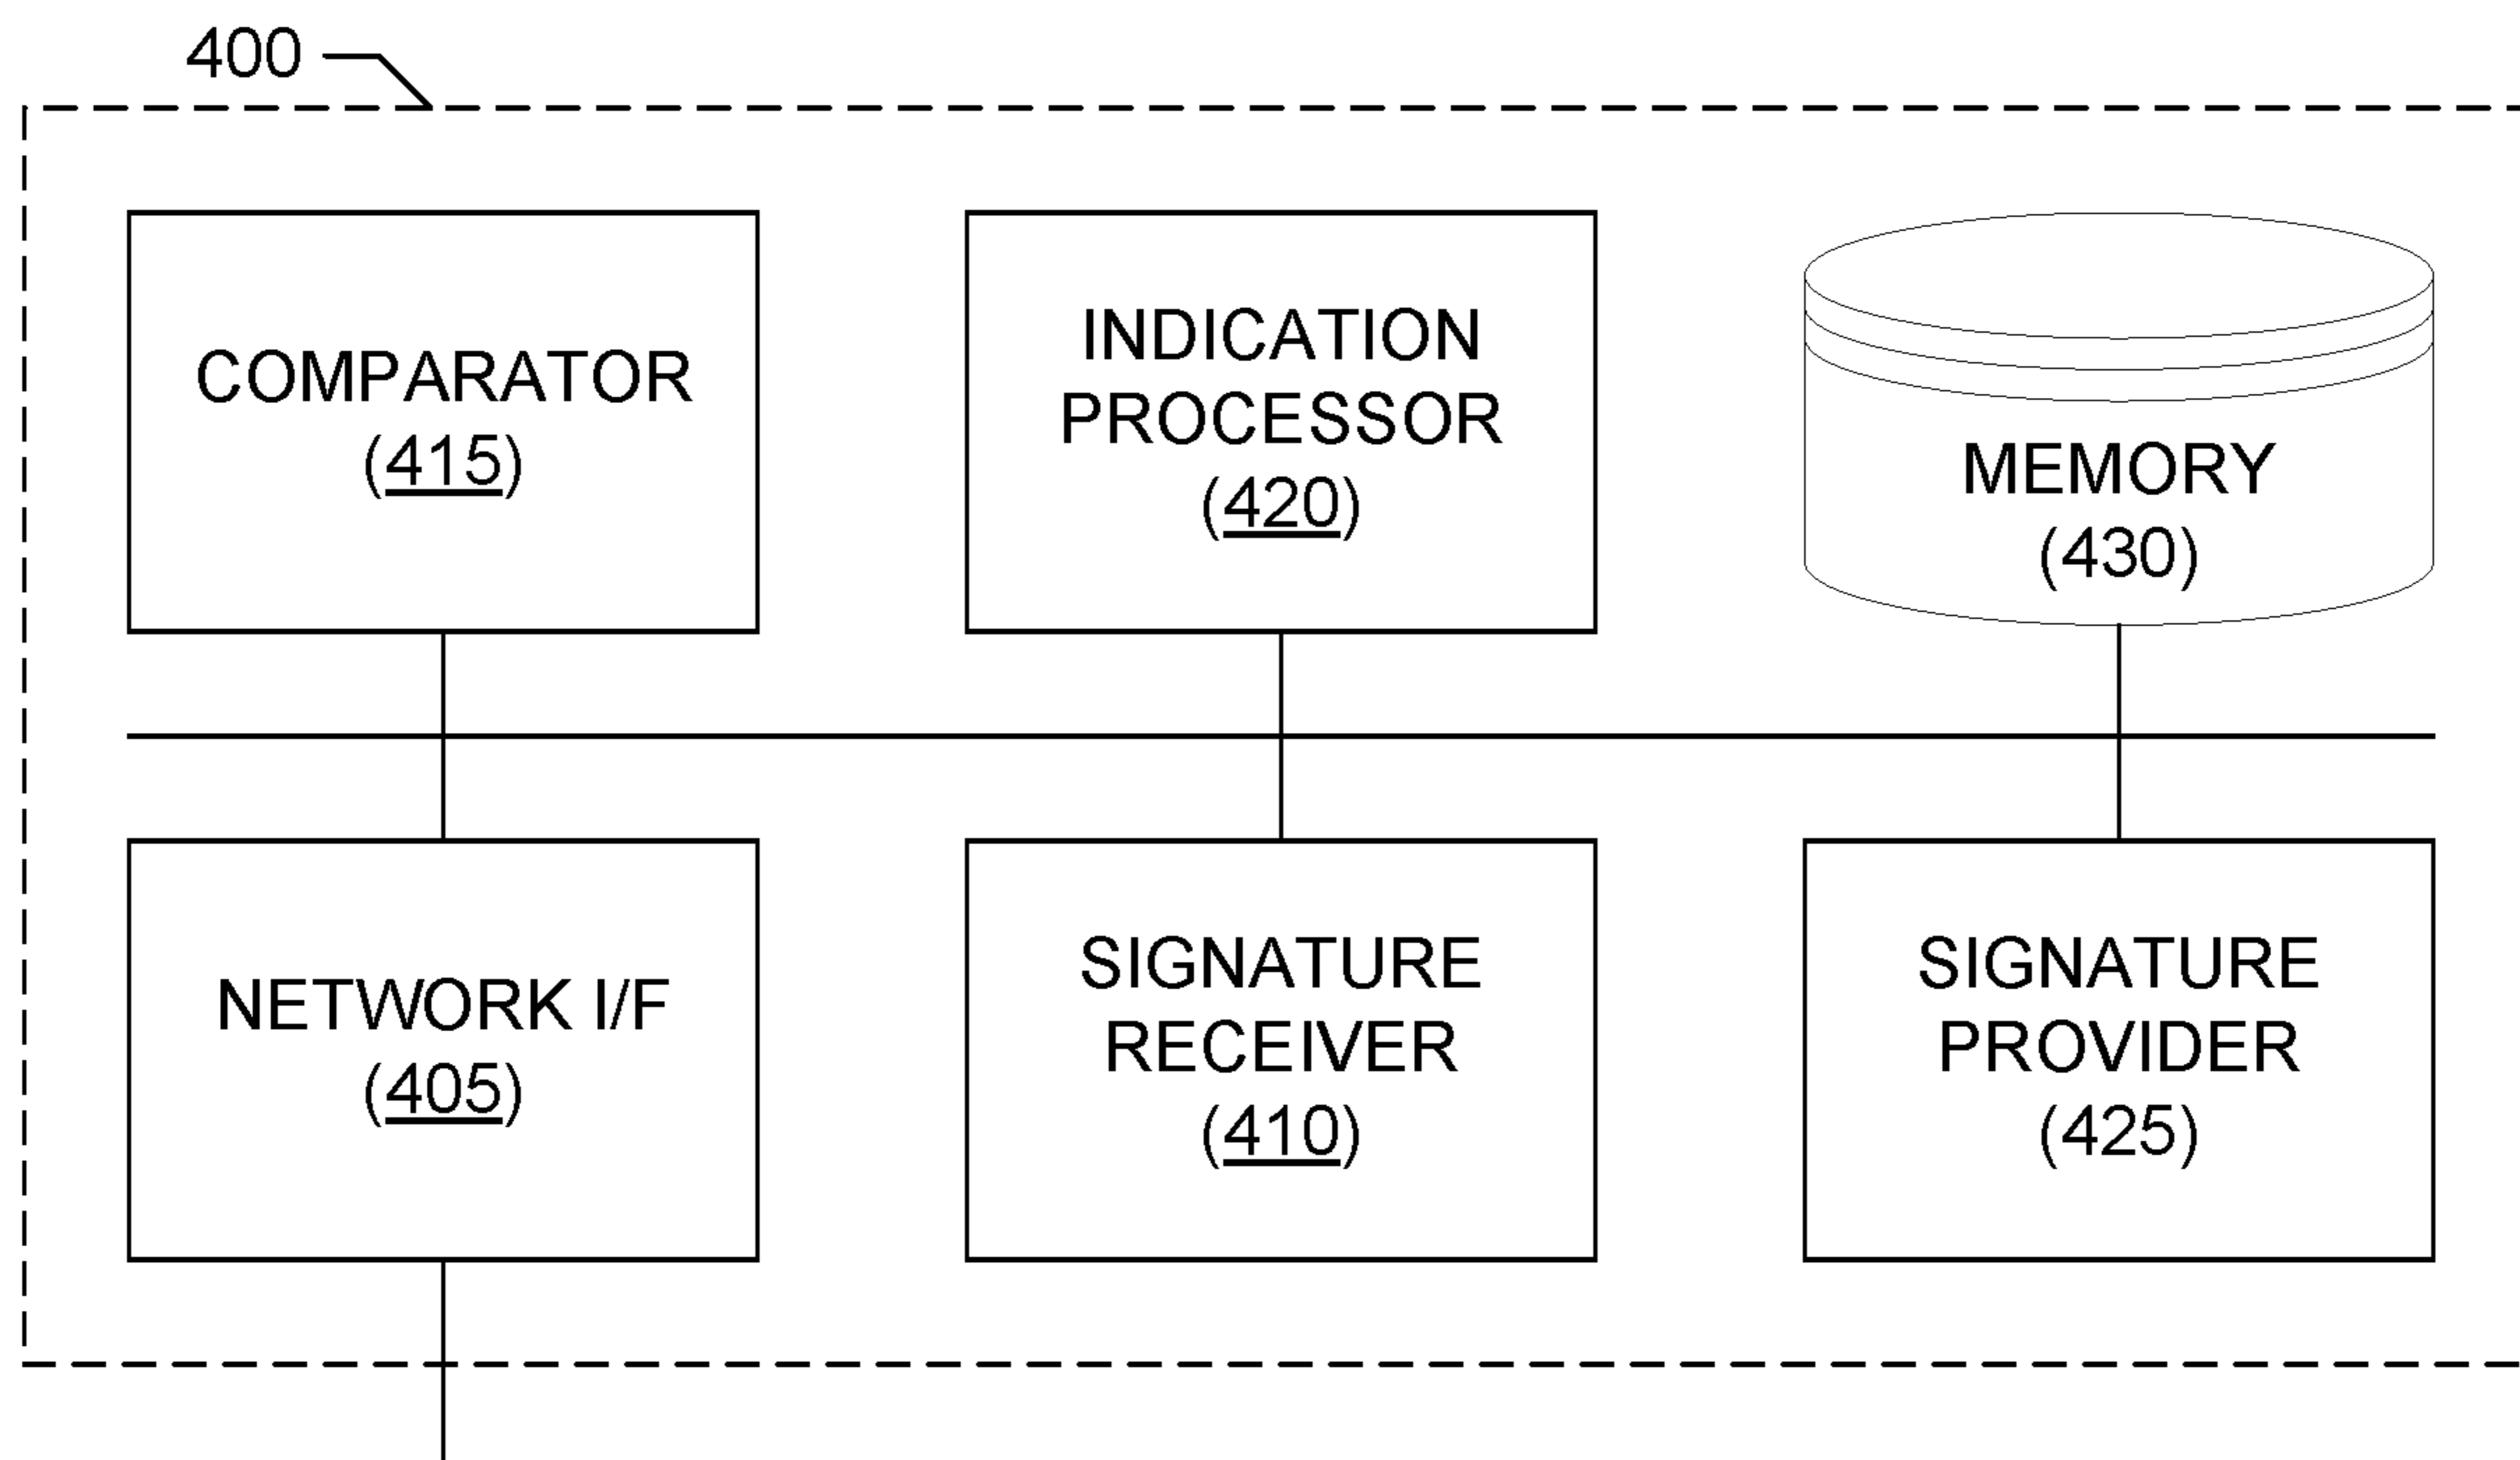 400
COMPARATOR
(415)
INDICATION
PROCESSOR
(420)
MEMORY
(430)
NETWORK I/F
(405)
SIGNATURE
RECEIVER
(410)
SIGNATURE
PROVIDER
(425)